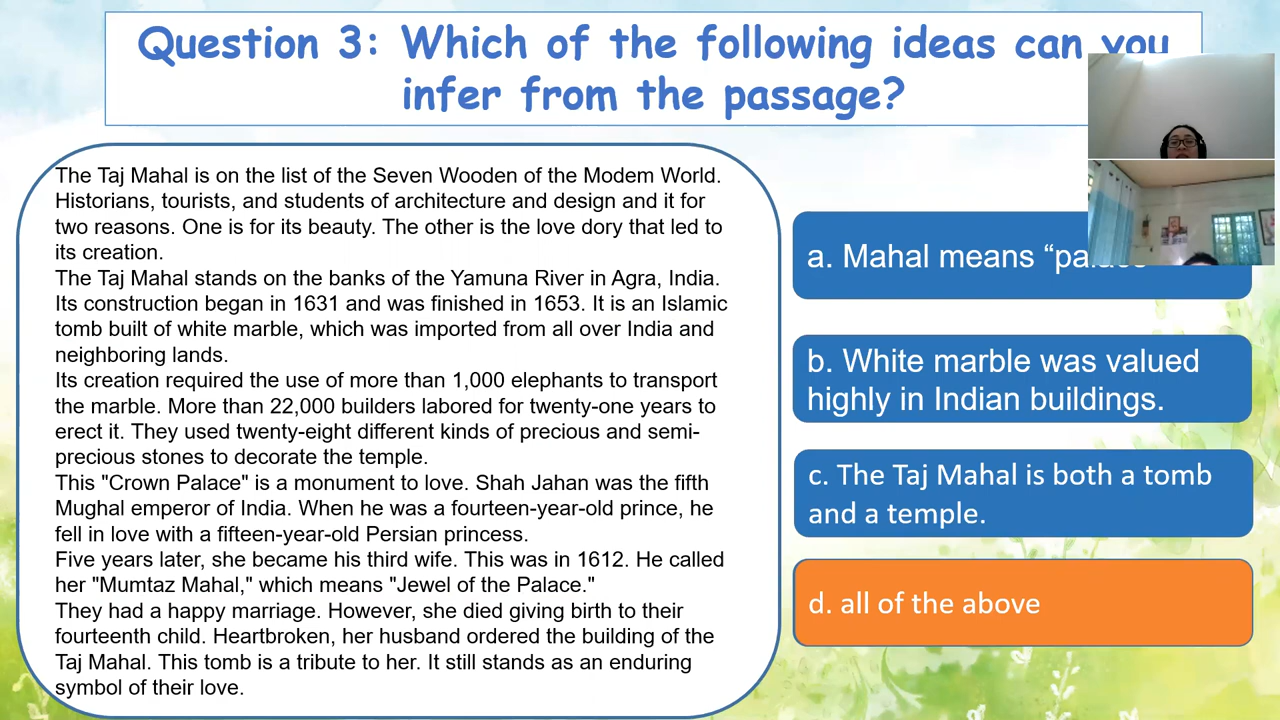 Question 3: Which of the following ideas can you
infer from the passage?
The Taj Mahal is on the list of the Seven Wooden of the Modem World.
Historians, tourists, and students of architecture and design and it for
two reasons. One is for its beauty. The other is the love dory that led to
its creation.
The Taj Mahal stands on the banks of the Yamuna River in Agra, India.
Its construction began in 1631 and was finished in 1653. It is an Islamic
tomb built of white marble, which was imported from all over India and
neighboring lands.
Its creation required the use of more than 1,000 elephants to transport
the marble. More than 22,000 builders labored for twenty-one years to
erect it. They used twenty-eight different kinds of precious and semi-
precious stones to decorate the temple.
This "Crown Palace" is a monument to love. Shah Jahan was the fifth
Mughal emperor of India. When he was a fourteen-year-old prince, he
fell in love with a fifteen-year-old Persian princess.
Five years later, she became his third wife. This was in 1612. He called
her "Mumtaz Mahal," which means "Jewel of the Palace."
They had a happy marriage. However, she died giving birth to their
fourteenth child. Heartbroken, her husband ordered the building of the
Taj Mahal. This tomb is a tribute to her. It still stands as an enduring
symbol of their love.
a. Mahal means “palace
b. White marble was valued
highly in Indian buildings.
c. The Taj Mahal is both a tomb
and a temple.
d. all of the above